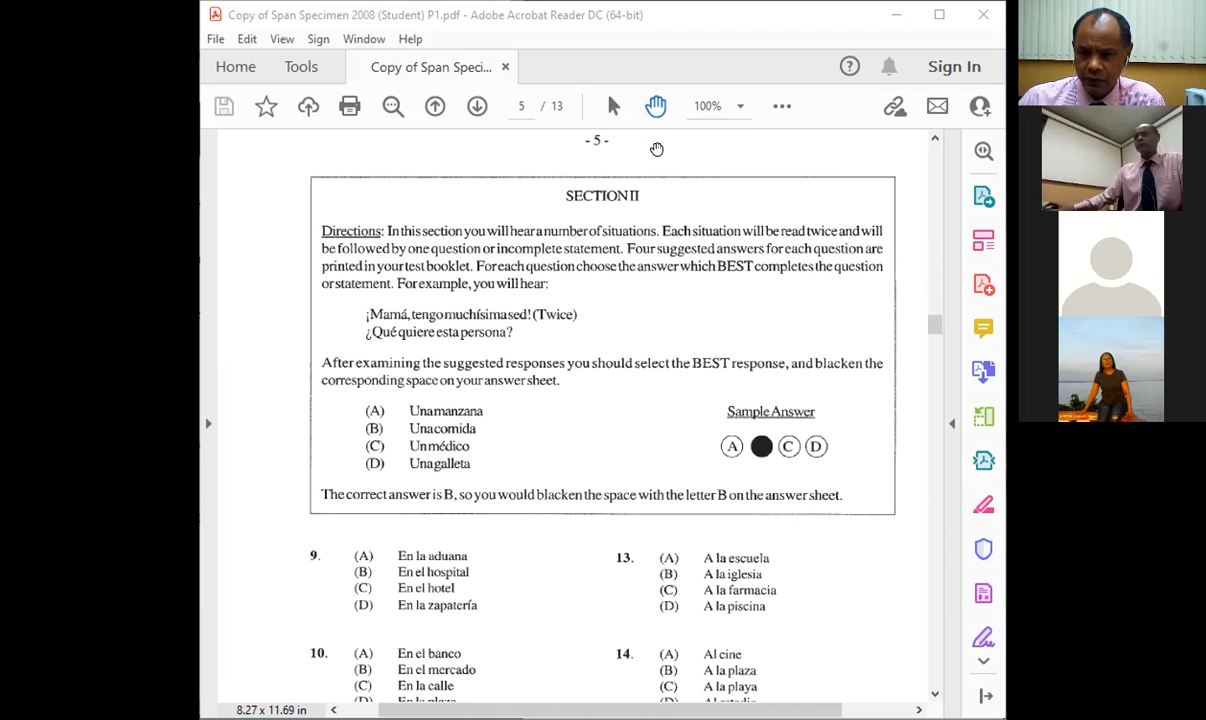 Copy of Span Specimen 2008 (Student) P1.pdf - Adobe Acrobat Reader DC (64-bit)
File Edit View Sign Window Help
Home Tools Copy of Span Speci... Sign In
5 / 13 100%
- 5 -
SECTION II
Directions: In this section you will hear a number of situations. Each situation will be read twice and will
be followed by one question or incomplete statement. Four suggested answers for each question are
printed in your test booklet. For each question choose the answer which BEST completes the question
or statement. For example, you will hear:
¡Mamá, tengo muchísima sed! (Twice)
¿Qué quiere esta persona?
After examining the suggested responses you should select the BEST response, and blacken the
corresponding space on your answer sheet.
(A) Una manzana
(B) Una comida
(C) Un médico
(D) Una galleta
Sample Answer
A C D
The correct answer is B, so you would blacken the space with the letter B on the answer sheet.
9. (A) En la aduana
(B) En el hospital
(C) En el hotel
(D) En la zapatería
10. (A) En el banco
(B) En el mercado
(C) En la calle
(D) En la plaza
13. (A) A la escuela
(B) A la iglesia
(C) A la farmacia
(D) A la piscina
14. (A) Al cine
(B) A la plaza
(C) A la playa
(D) Al estadio
8.27 x 11.69 in